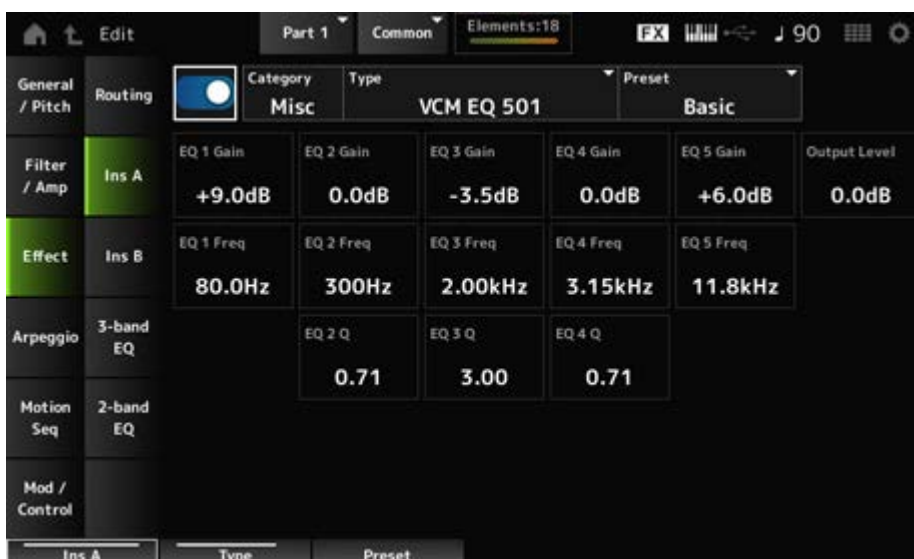 Edit
Part 1
Common
Elements:18
FX
90
General / Pitch
Routing
Category
Misc
Type
VCM EQ 501
Preset
Basic
Filter / Amp
Ins A
EQ 1 Gain
+9.0dB
EQ 2 Gain
0.0dB
EQ 3 Gain
-3.5dB
EQ 4 Gain
0.0dB
EQ 5 Gain
+6.0dB
Output Level
0.0dB
Effect
Ins B
EQ 1 Freq
80.0Hz
EQ 2 Freq
300Hz
EQ 3 Freq
2.00kHz
EQ 4 Freq
3.15kHz
EQ 5 Freq
11.8kHz
Arpeggio
3-band EQ
EQ 2 Q
0.71
EQ 3 Q
3.00
EQ 4 Q
0.71
Motion Seq
2-band EQ
Mod / Control
Ins A
Type
Preset